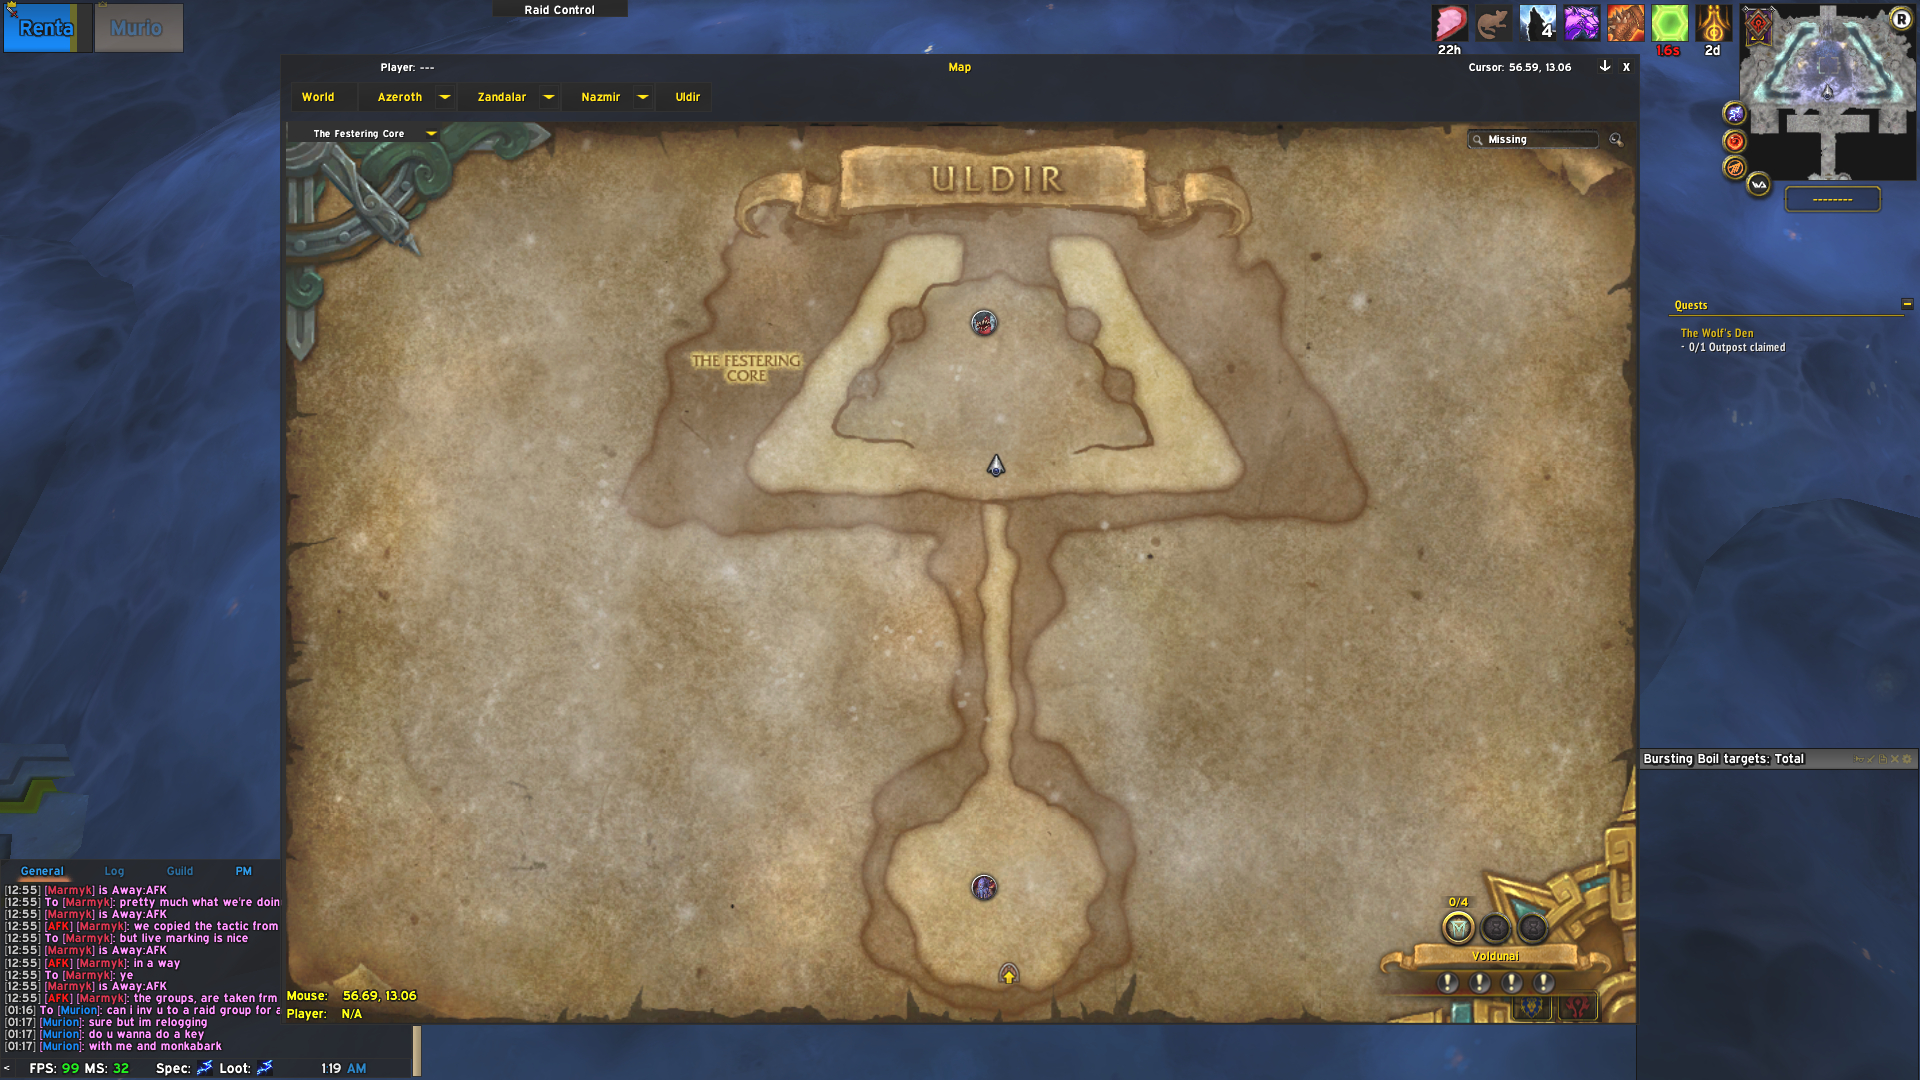 Renta
Murio
Raid Control
22h
4
1.6s
2d
R
Player: ---
Map
Cursor: 56.59, 13.06
X
World
Azeroth
Zandalar
Nazmir
Uldir
The Festering Core
Missing
ULDIR
THE FESTERING
CORE
--------
Quests
The Wolf's Den
- 0/1 Outpost claimed
Bursting Boil targets: Total
General
Log
Guild
PM
[12:55] [Marmyk] is Away:AFK
[12:55] To [Marmyk]: pretty much what we're doin
[12:55] [Marmyk] is Away:AFK
[12:55] [AFK] [Marmyk]: we copied the tactic from
[12:55] To [Marmyk]: but live marking is nice
[12:55] [Marmyk] is Away:AFK
[12:55] [AFK] [Marmyk]: in a way
[12:55] To [Marmyk]: ye
[12:55] [Marmyk] is Away:AFK
[12:55] [AFK] [Marmyk]: the groups, are taken frm
[01:16] To [Murion]: can i inv u to a raid group for a
[01:17] [Murion]: sure but im relogging
[01:17] [Murion]: do u wanna do a key
[01:17] [Murion]: with me and monkabark
Mouse: 56.69, 13.06
Player: N/A
0/4
Voldunai
< FPS: 99 MS: 32 Spec: Loot: 1:19 AM